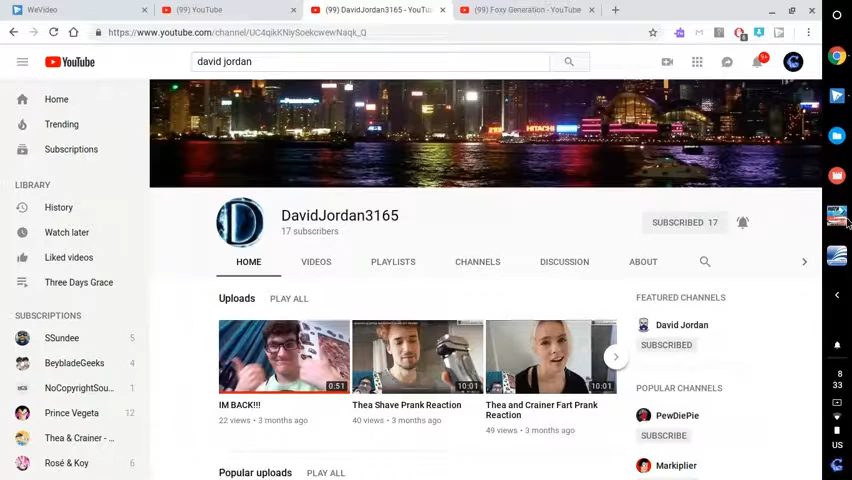 WeVideo
(99) YouTube
(99) DavidJordan3165 - YouTu
(99) Foxy Generation - YouTube
https://www.youtube.com/channel/UC4qikKNiySoekcwewNaqk_Q
YouTube
david jordan
9+
Home
Trending
Subscriptions
LIBRARY
History
Watch later
Liked videos
Three Days Grace
SUBSCRIPTIONS
SSundee 5
BeybladeGeeks 4
NoCopyrightSou...
Prince Vegeta 12
Thea & Crainer - ...
Rosé & Koy 6
HITACHI
D
DavidJordan3165
17 subscribers
SUBSCRIBED 17
HOME
VIDEOS
PLAYLISTS
CHANNELS
DISCUSSION
ABOUT
Uploads
PLAY ALL
0:51
10:01
10:01
IM BACK!!!
22 views • 3 months ago
Thea Shave Prank Reaction
40 views • 3 months ago
Thea and Crainer Fart Prank
Reaction
49 views • 3 months ago
Popular uploads
PLAY ALL
FEATURED CHANNELS
David Jordan
SUBSCRIBED
POPULAR CHANNELS
PewDiePie
SUBSCRIBE
Markiplier
8
33
US